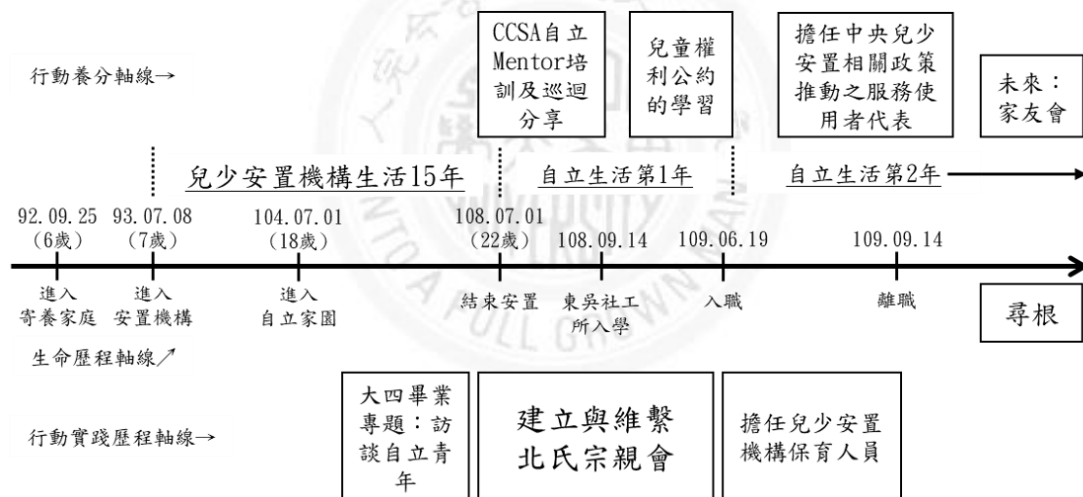 CCSA自立
Mentor培
訓及巡迴
分享
兒童權
利公約
的學習
擔任中央兒少
安置相關政策
推動之服務使
用者代表
未來：
家友會
行動養分軸線→
兒少安置機構生活15年
自立生活第1年
自立生活第2年
92.09.25
(6歲)
93.07.08
(7歲)
104.07.01
(18歲)
108.07.01
(22歲)
108.09.14
109.06.19
109.09.14
進入
寄養家庭
進入
安置機構
進入
自立家園
結束安置
東吳社工
所入學
入職
離職
尋根
生命歷程軸線↗
大四畢業
專題：訪
談自立青
年
建立與維繫
北氏宗親會
擔任兒少安置
機構保育人員
行動實踐歷程軸線→
UNTO A FULL GROWN MAN